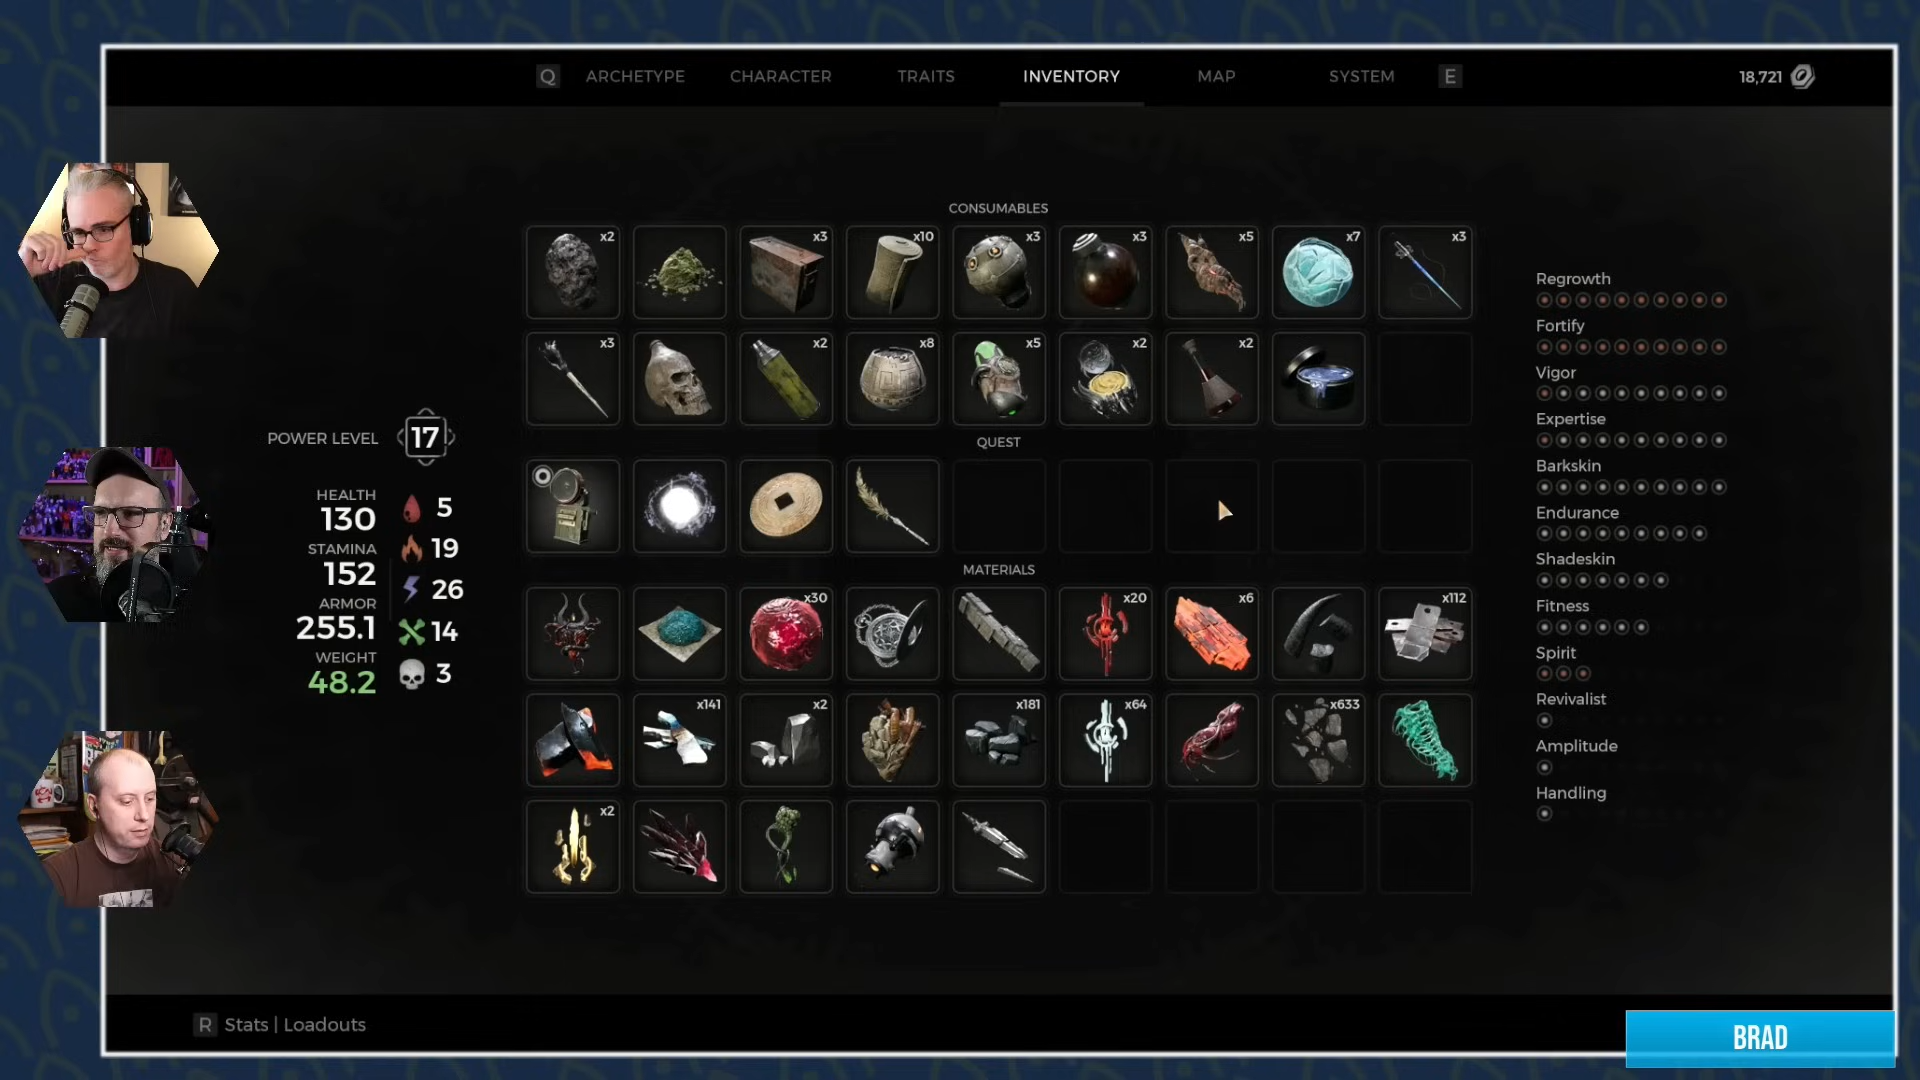 Q ARCHETYPE CHARACTER TRAITS INVENTORY MAP SYSTEM E 18,721
CONSUMABLES
x2 x3 x10 x3 x3 x5 x7 x3
x3 x2 x8 x5 x2 x2
QUEST
MATERIALS
x30 x20 x6 x112
x141 x2 x181 x64 x633
x2
POWER LEVEL 17
HEALTH
130 5
STAMINA 19
152
26
ARMOR
255.1 14
WEIGHT
48.2 3
Regrowth
Fortify
Vigor
Expertise
Barkskin
Endurance
Shadeskin
Fitness
Spirit
Revivalist
Amplitude
Handling
R Stats | Loadouts
BRAD